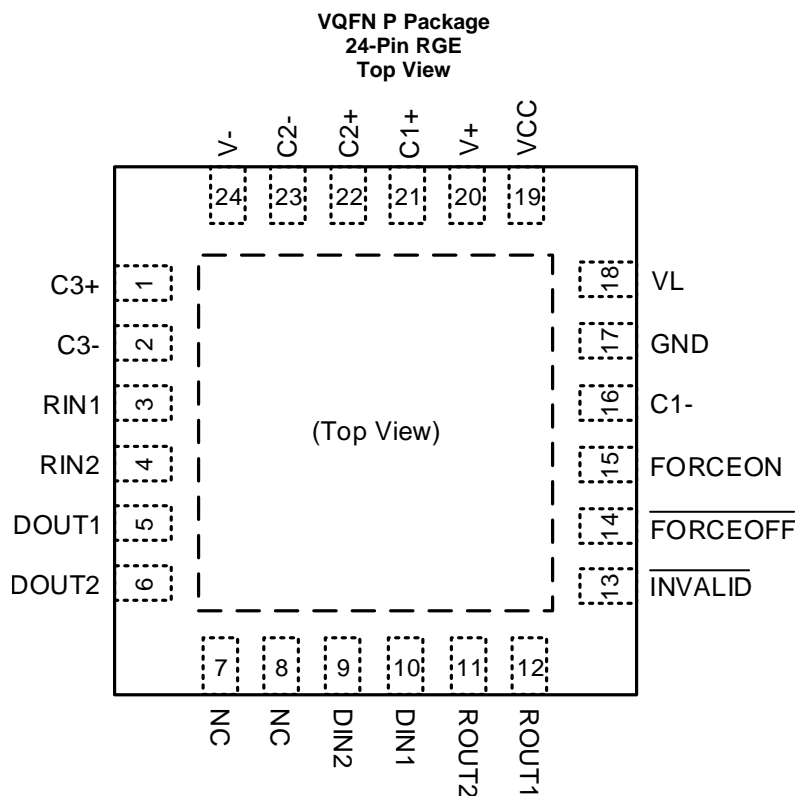 VQFN P Package
24-Pin RGE
Top View
V- C2- C2+ C1+ V+ VCC
24 23 22 21 20 19
C3+ 1
C3- 2
RIN1 3
RIN2 4
DOUT1 5
DOUT2 6
(Top View)
18 VL
17 GND
16 C1-
15 FORCEON
14 FORCEOFF
13 INVALID
7 8 9 10 11 12
NC NC DIN2 DIN1 ROUT2 ROUT1